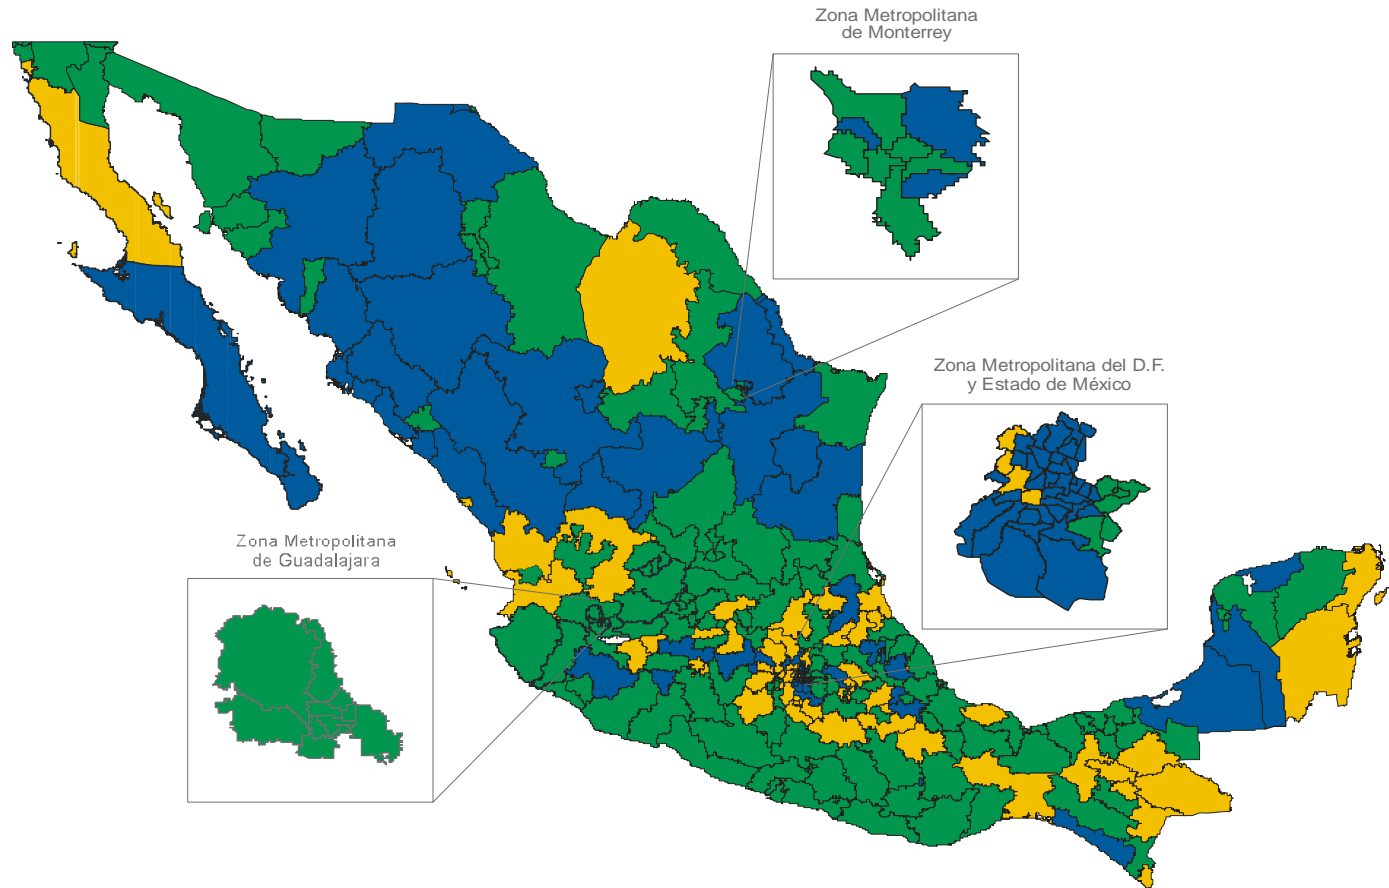 Zona Metropolitana
de Monterrey
Zona Metropolitana del D.F.
y Estado de México
Zona Metropolitana
de Guadalajara